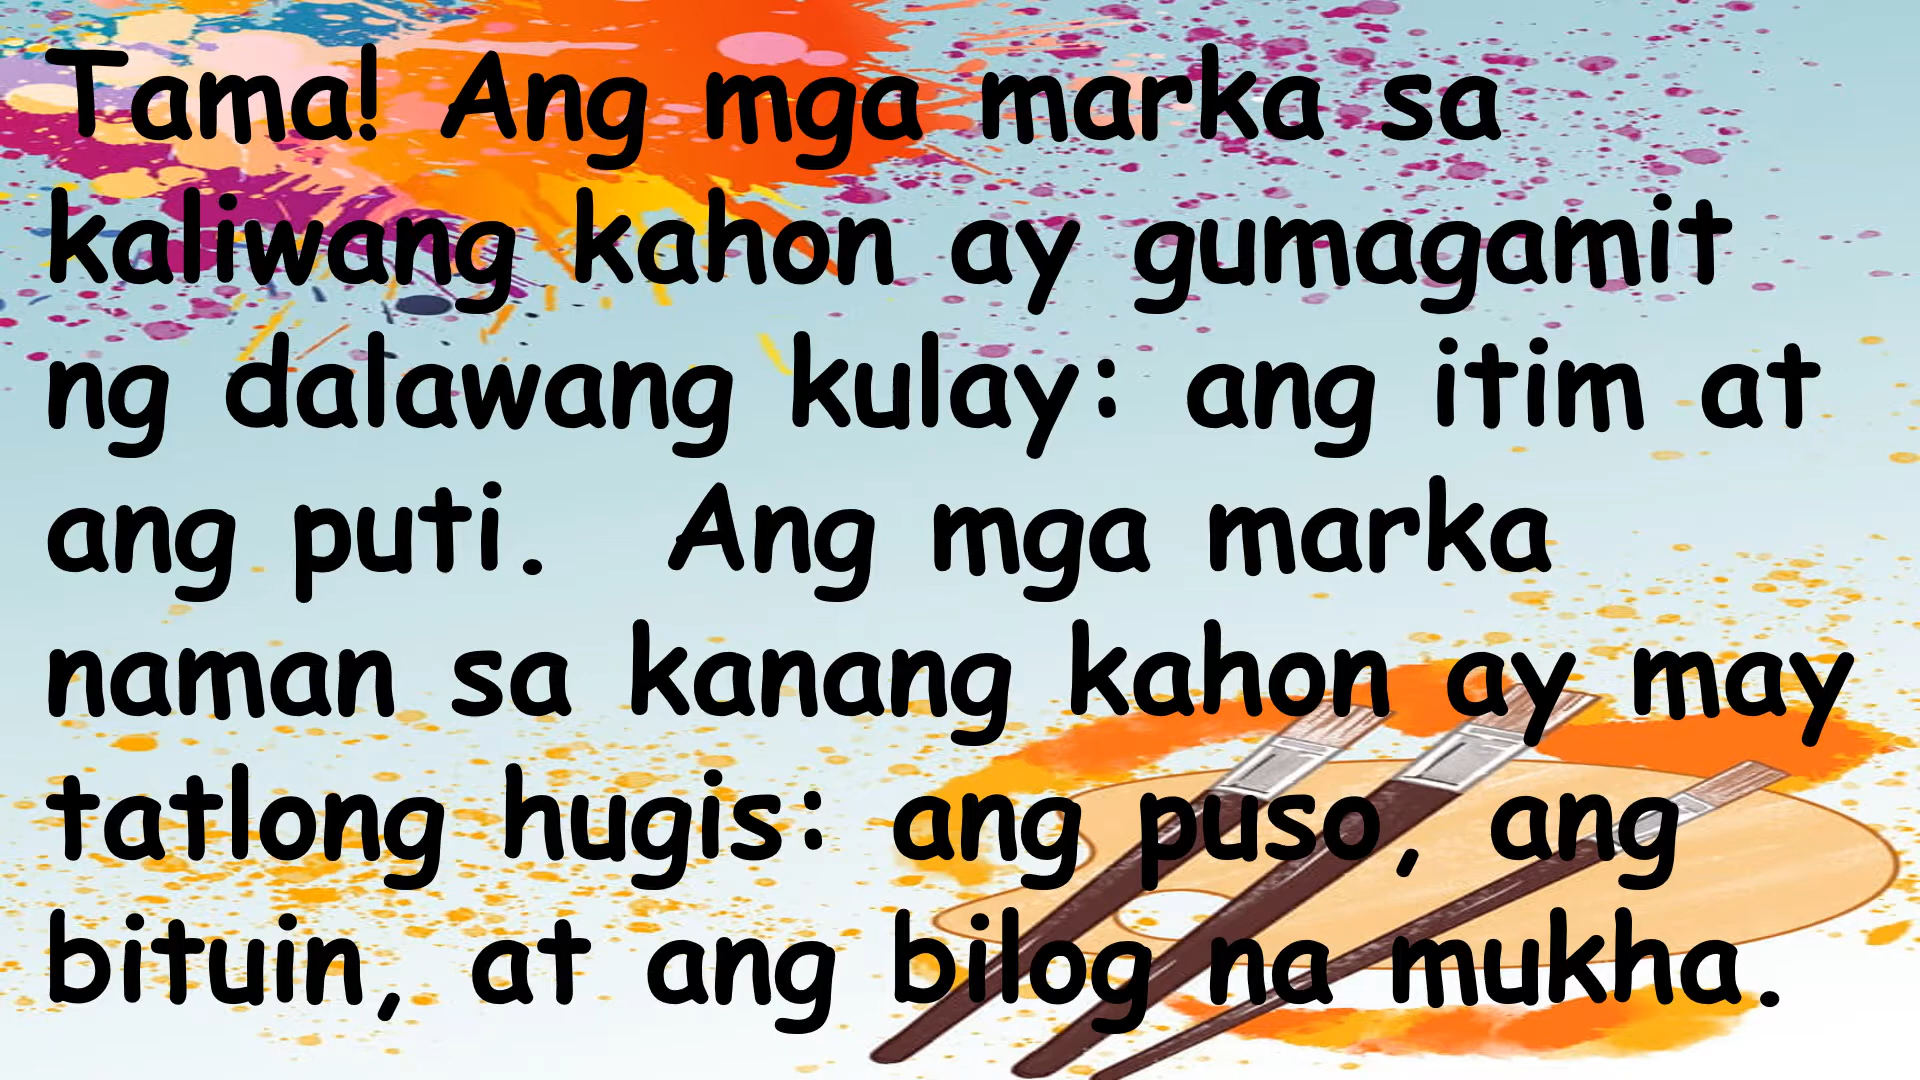 Tama! Ang mga marka sa
kaliwang kahon ay gumagamit
ng dalawang kulay: ang itim at
ang puti.  Ang mga marka
naman sa kanang kahon ay may
tatlong hugis: ang puso, ang
bituin, at ang bilog na mukha.